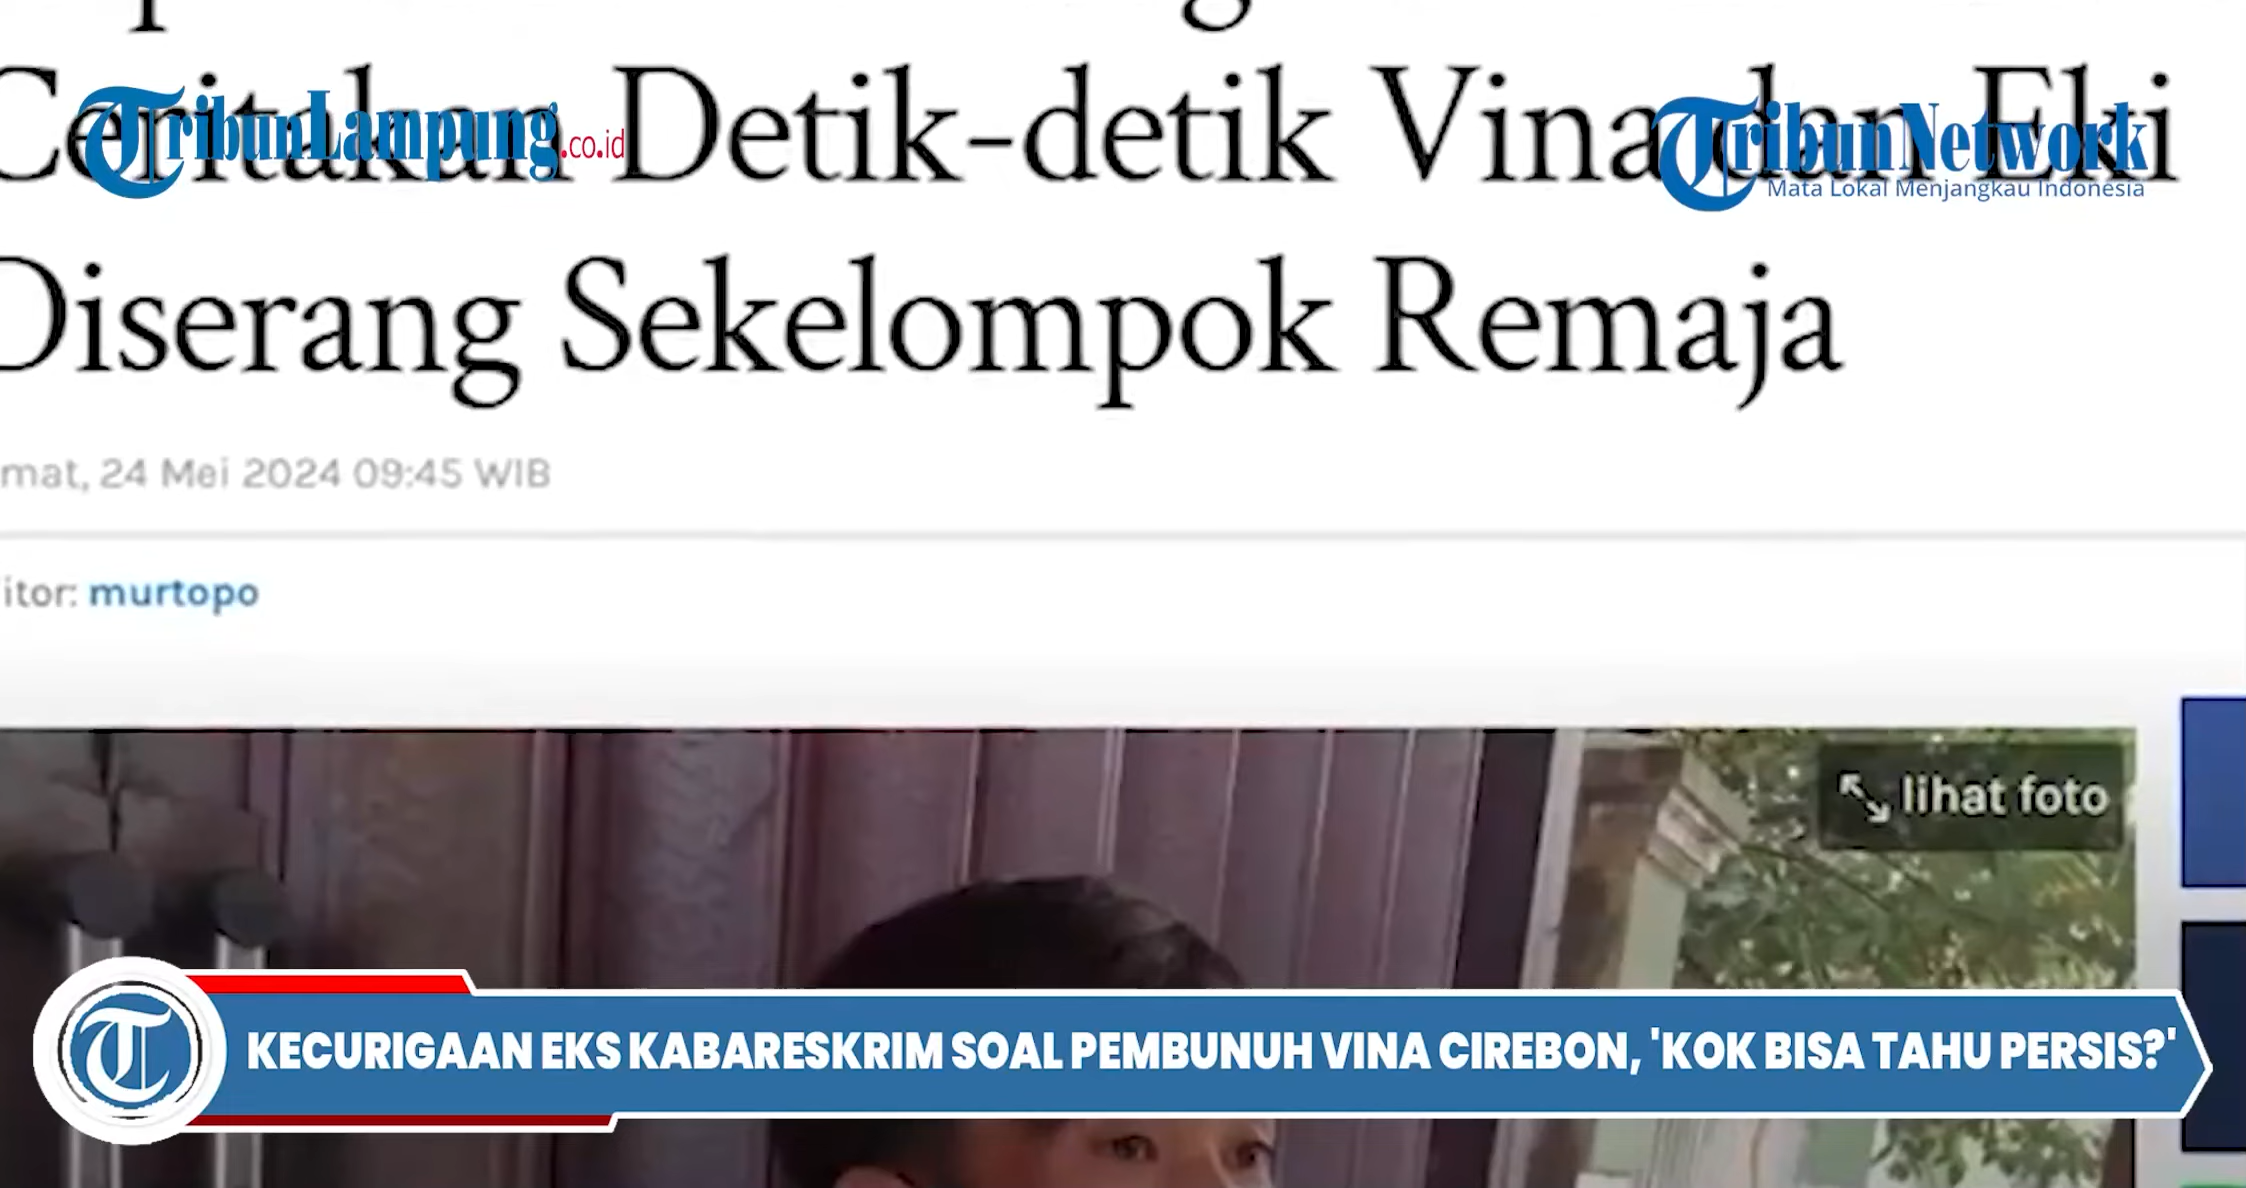 Ceritakan Detik-detik Vina dan Eki
TribunLampung.co.id
TribunNetwork
Mata Lokal Menjangkau Indonesia
Diserang Sekelompok Remaja
mat, 24 Mei 2024 09:45 WIB
itor: murtopo
lihat foto
KECURIGAAN EKS KABARESKRIM SOAL PEMBUNUH VINA CIREBON, 'KOK BISA TAHU PERSIS?'